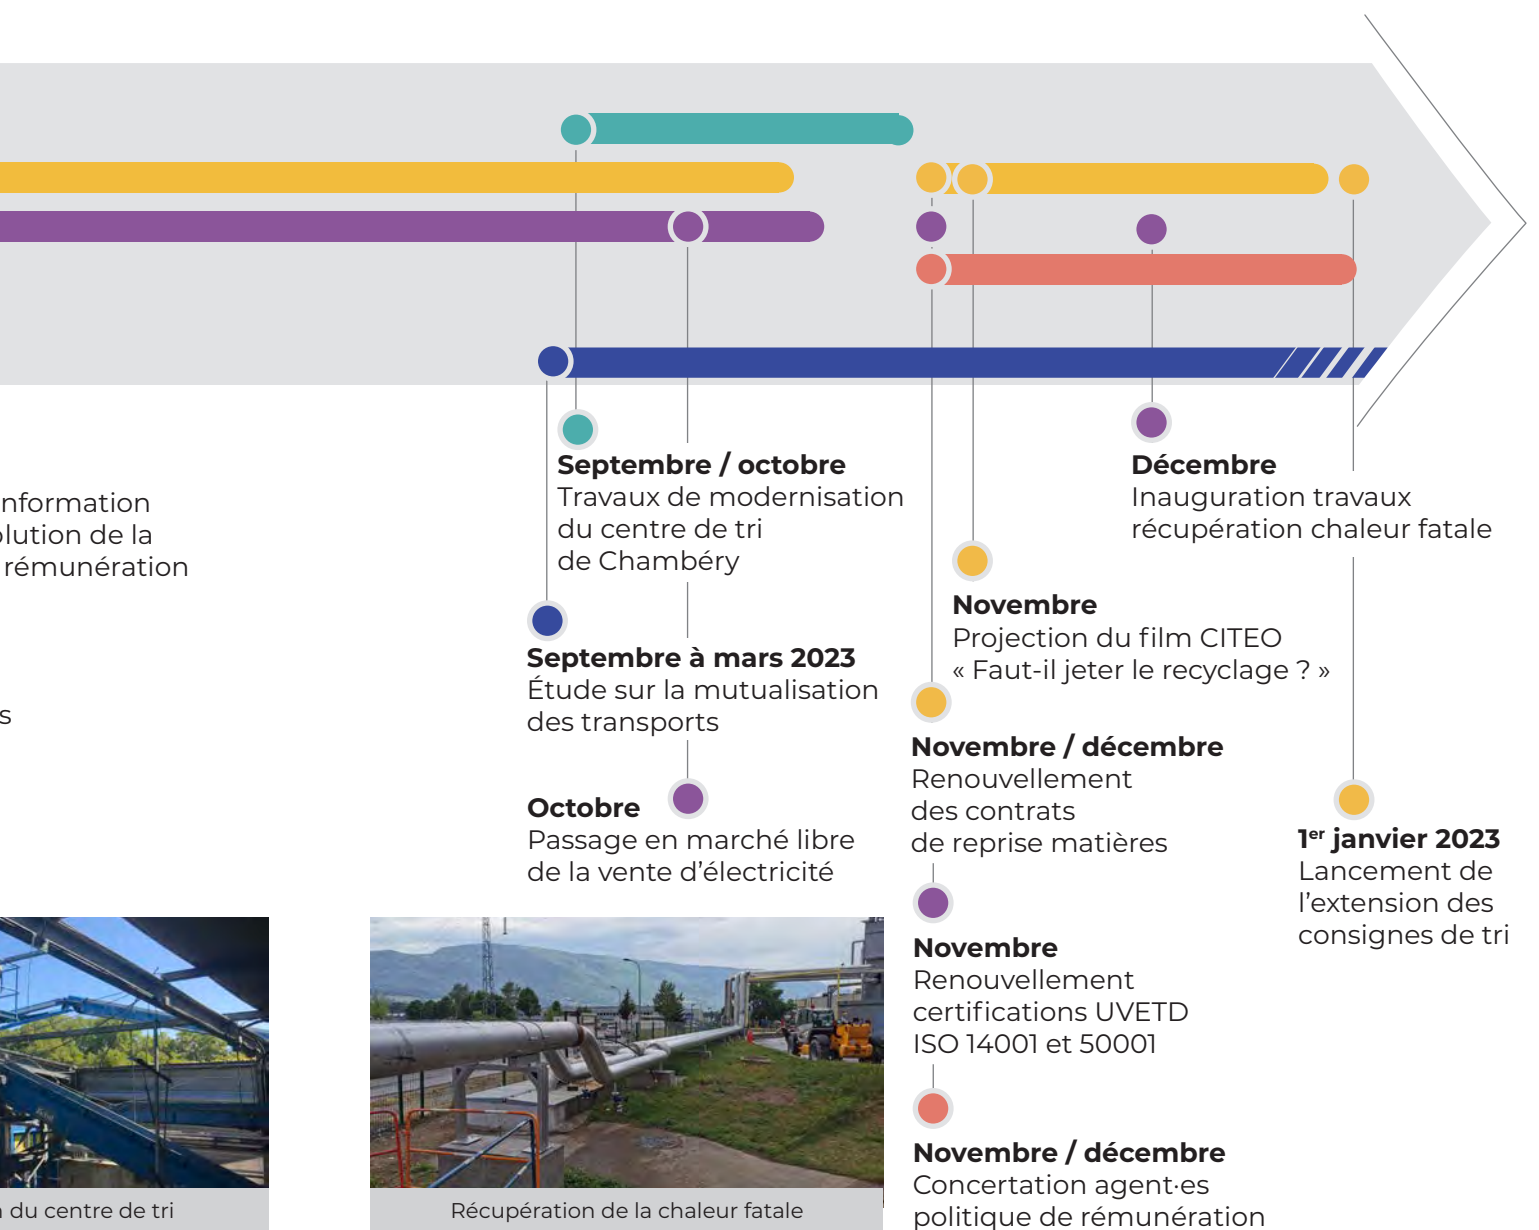 nformation
lution de la
rémunération
s
Septembre / octobre
Travaux de modernisation
du centre de tri
de Chambéry
Septembre à mars 2023
Étude sur la mutualisation
des transports
Octobre
Passage en marché libre
de la vente d’électricité
Décembre
Inauguration travaux
récupération chaleur fatale
Novembre
Projection du film CITEO
« Faut-il jeter le recyclage ? »
Novembre / décembre
Renouvellement
des contrats
de reprise matières
1er janvier 2023
Lancement de
l’extension des
consignes de tri
Novembre
Renouvellement
certifications UVETD
ISO 14001 et 50001
Novembre / décembre
Concertation agent·es
politique de rémunération
du centre de tri
Récupération de la chaleur fatale